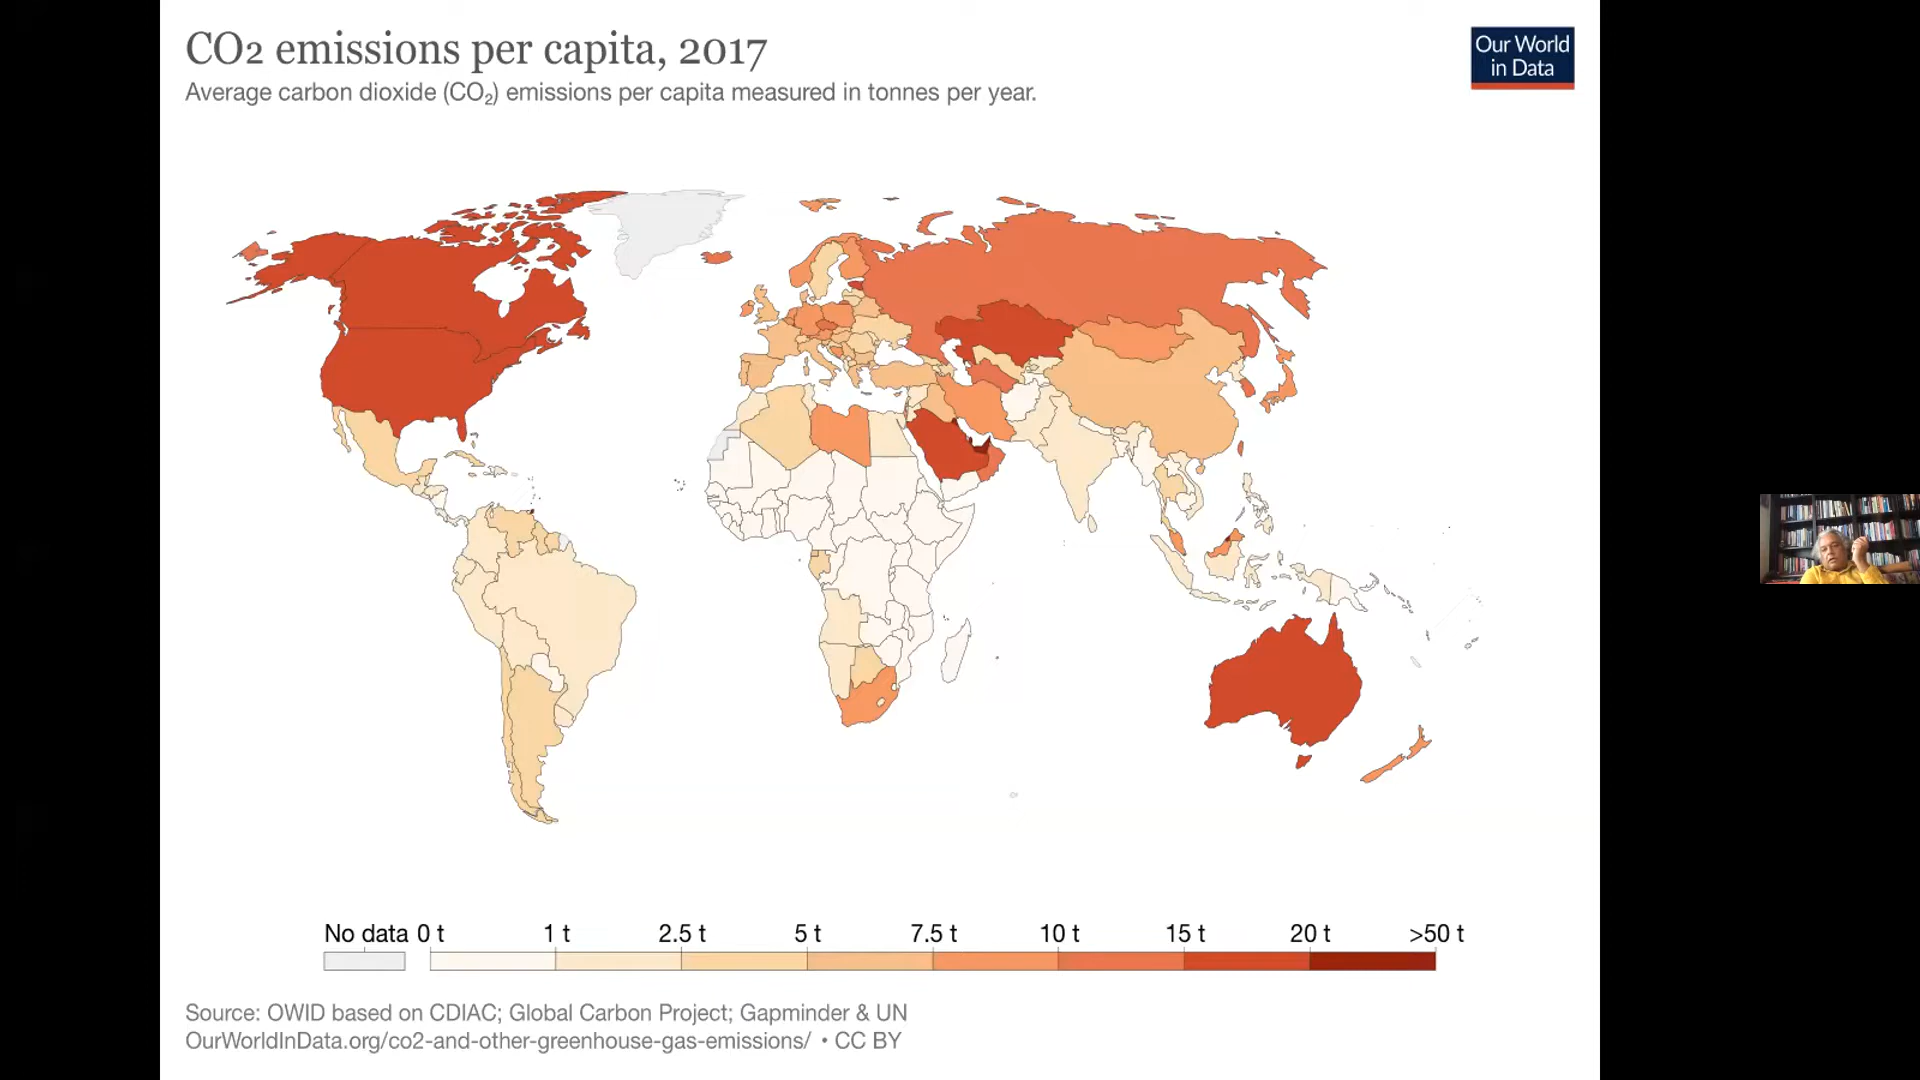 CO2 emissions per capita, 2017
Average carbon dioxide (CO₂) emissions per capita measured in tonnes per year.
Our World
in Data
No data 0 t 1 t 2.5 t 5 t 7.5 t 10 t 15 t 20 t >50 t
Source: OWID based on CDIAC; Global Carbon Project; Gapminder & UN
OurWorldInData.org/co2-and-other-greenhouse-gas-emissions/ • CC BY